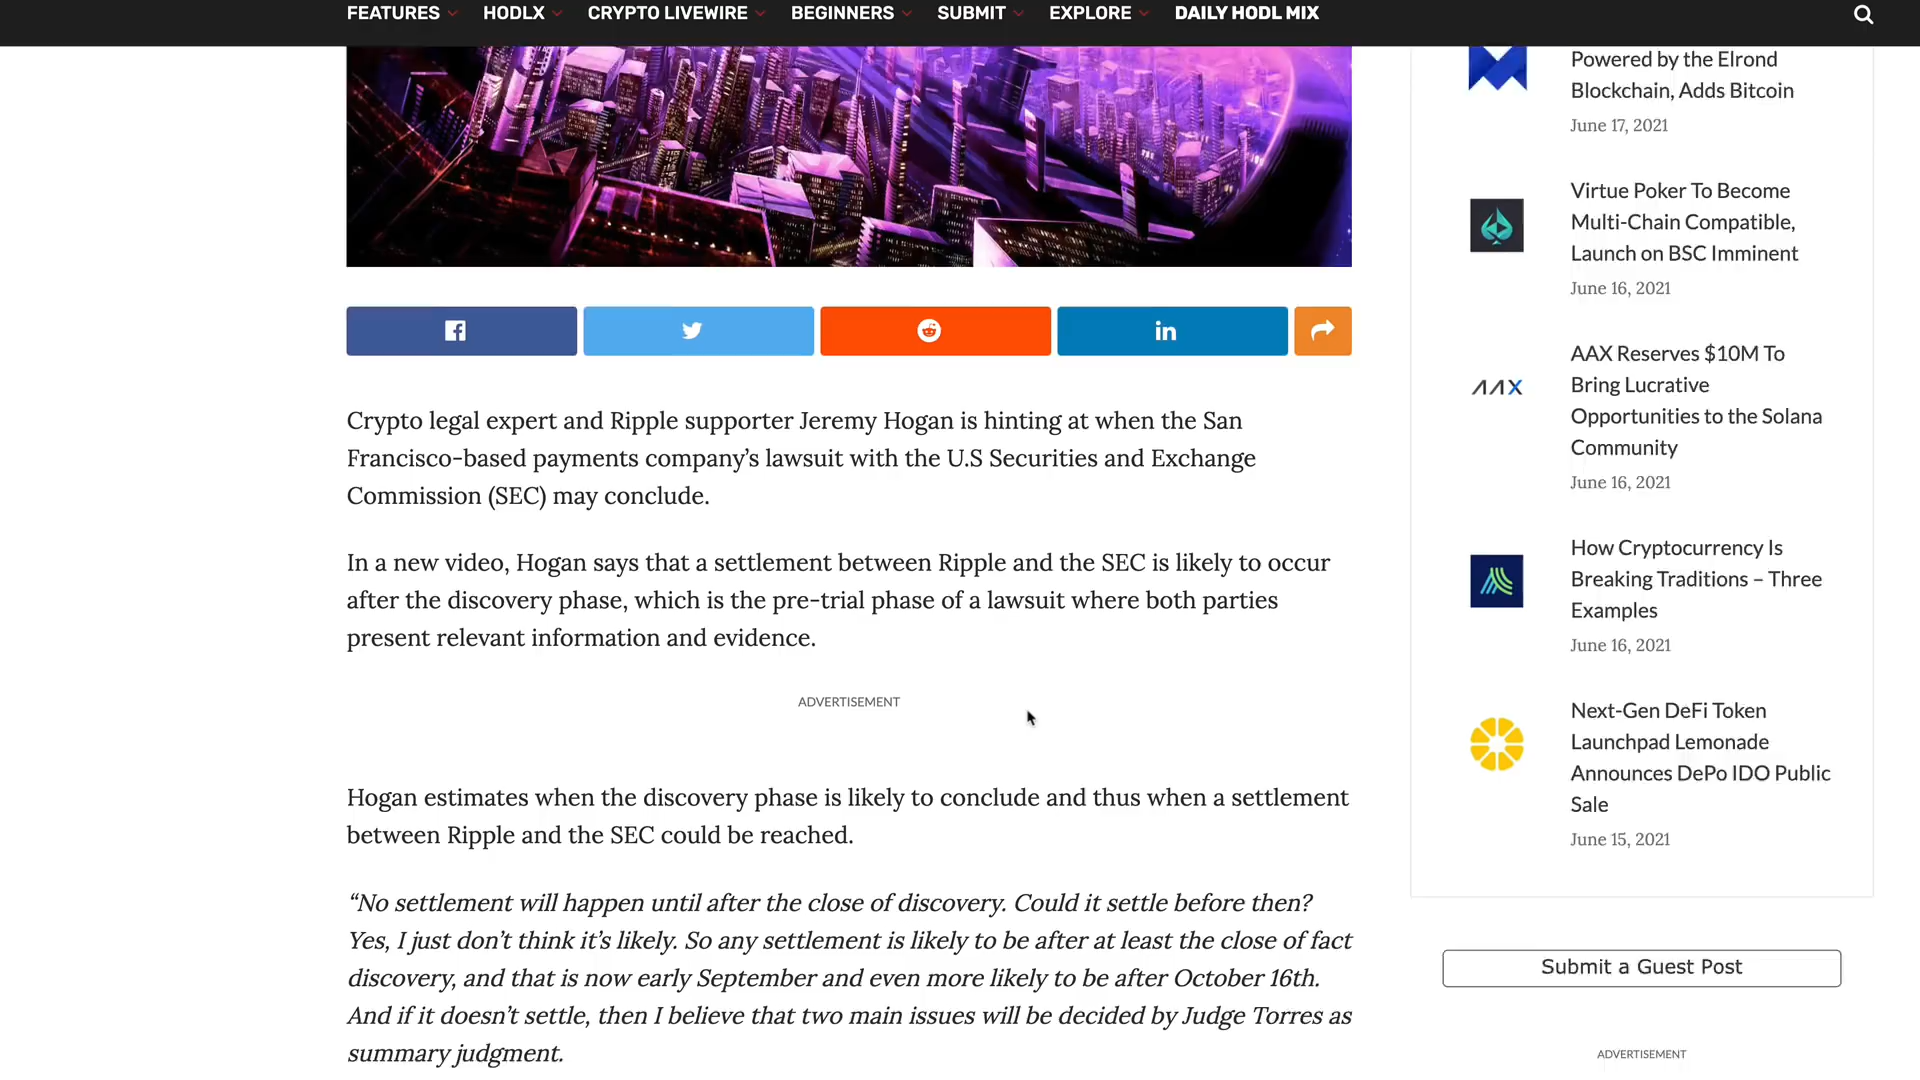 FEATURES HODLX CRYPTO LIVEWIRE BEGINNERS SUBMIT EXPLORE DAILY HODL MIX
Crypto legal expert and Ripple supporter Jeremy Hogan is hinting at when the San
Francisco-based payments company’s lawsuit with the U.S Securities and Exchange
Commission (SEC) may conclude.
In a new video, Hogan says that a settlement between Ripple and the SEC is likely to occur
after the discovery phase, which is the pre-trial phase of a lawsuit where both parties
present relevant information and evidence.
ADVERTISEMENT
Hogan estimates when the discovery phase is likely to conclude and thus when a settlement
between Ripple and the SEC could be reached.
“No settlement will happen until after the close of discovery. Could it settle before then?
Yes, I just don’t think it’s likely. So any settlement is likely to be after at least the close of fact
discovery, and that is now early September and even more likely to be after October 16th.
And if it doesn’t settle, then I believe that two main issues will be decided by Judge Torres as
summary judgment.
Powered by the Elrond
Blockchain, Adds Bitcoin
June 17, 2021
Virtue Poker To Become
Multi-Chain Compatible,
Launch on BSC Imminent
June 16, 2021
AAX
AAX Reserves $10M To
Bring Lucrative
Opportunities to the Solana
Community
June 16, 2021
How Cryptocurrency Is
Breaking Traditions – Three
Examples
June 16, 2021
Next-Gen DeFi Token
Launchpad Lemonade
Announces DePo IDO Public
Sale
June 15, 2021
Submit a Guest Post
ADVERTISEMENT